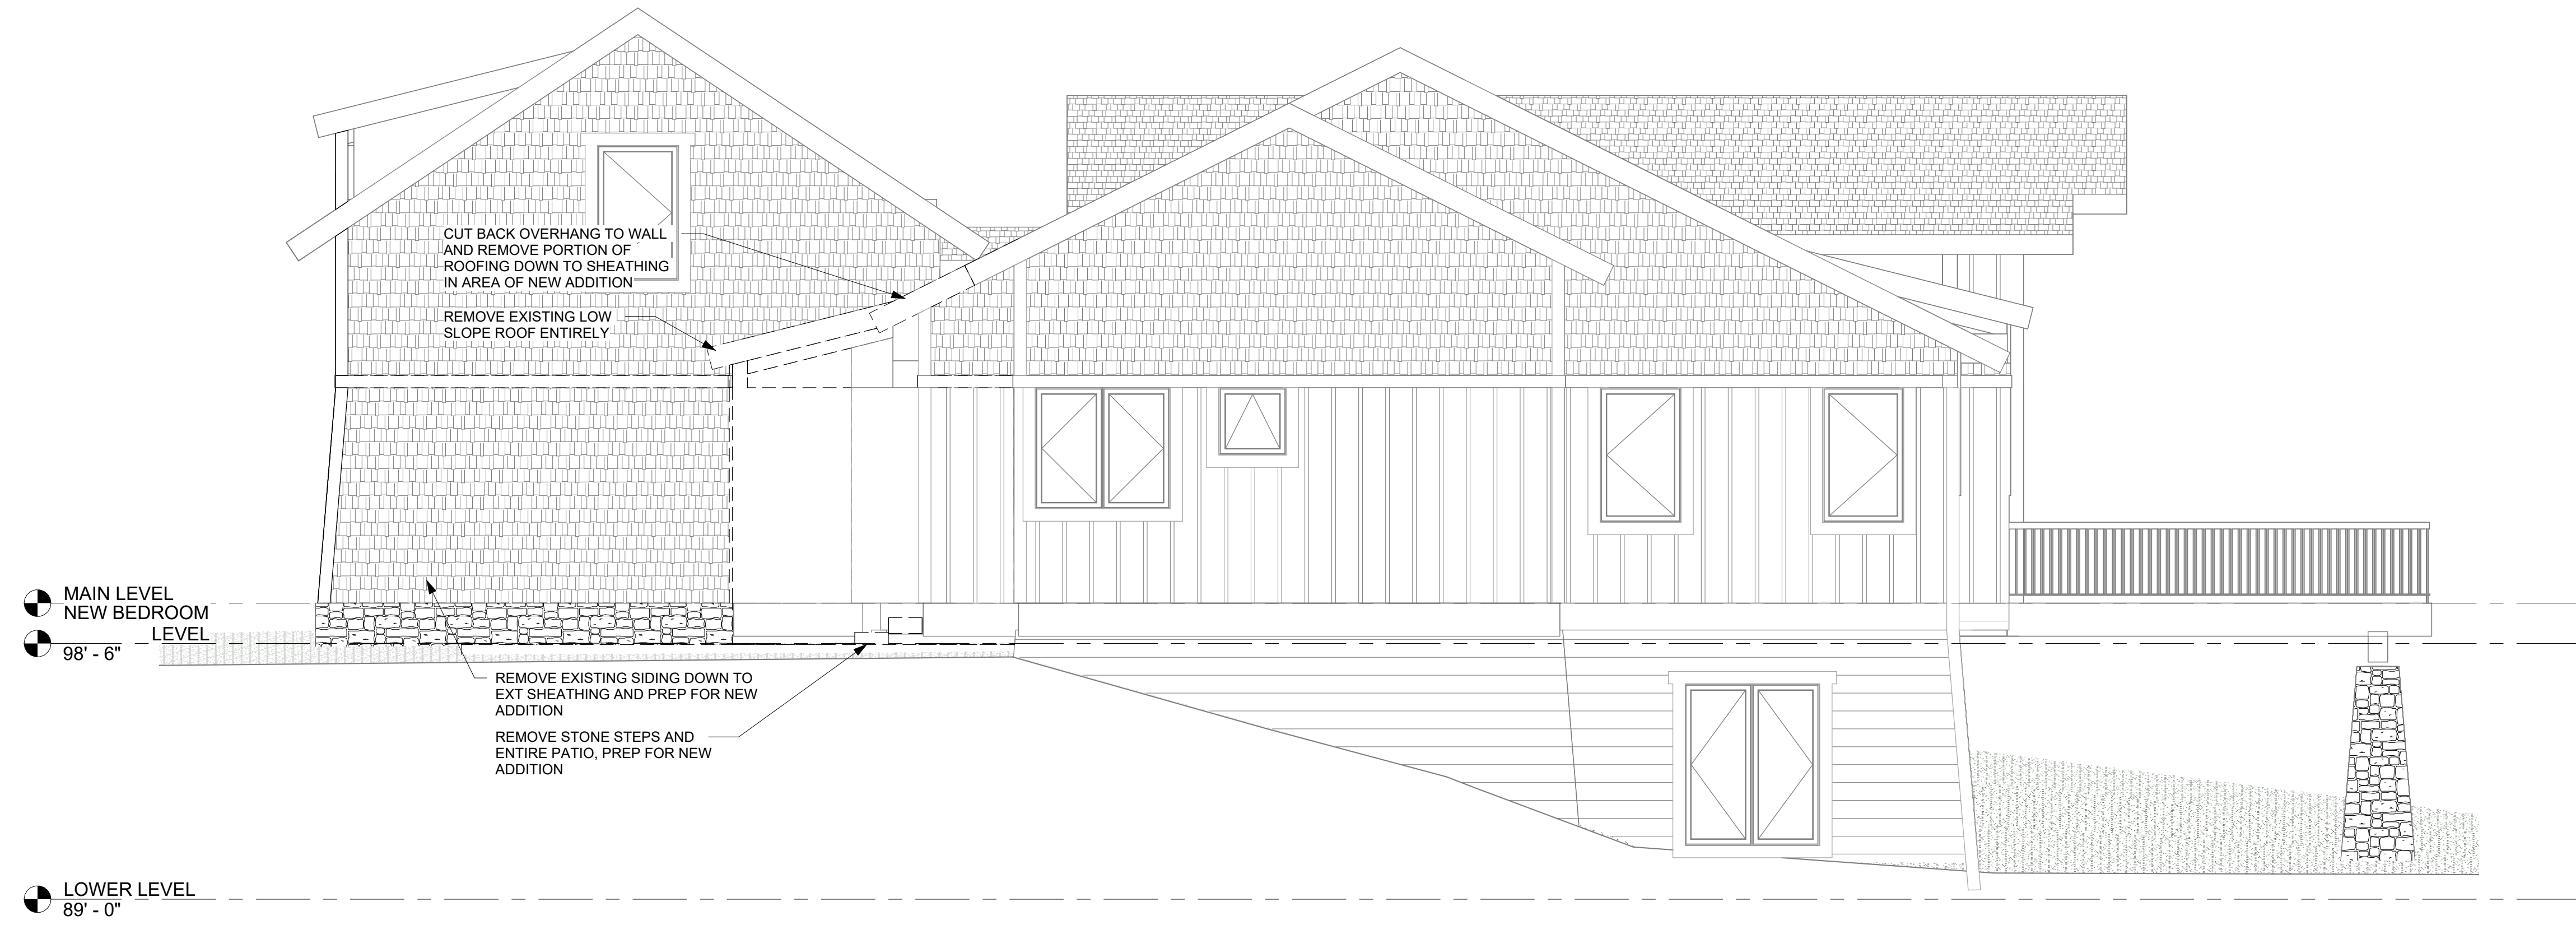 CUT BACK OVERHANG TO WALL
AND REMOVE PORTION OF
ROOFING DOWN TO SHEATHING
IN AREA OF NEW ADDITION
REMOVE EXISTING LOW
SLOPE ROOF ENTIRELY
MAIN LEVEL
NEW BEDROOM
LEVEL
98' - 6"
REMOVE EXISTING SIDING DOWN TO
EXT SHEATHING AND PREP FOR NEW
ADDITION
REMOVE STONE STEPS AND
ENTIRE PATIO, PREP FOR NEW
ADDITION
LOWER LEVEL
89' - 0"